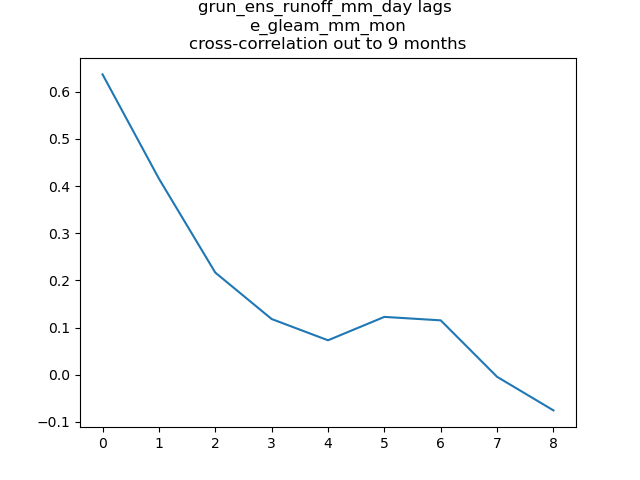 grun_ens_runoff_mm_day lags
e_gleam_mm_mon
cross-correlation out to 9 months
0.6
0.5
0.4
0.3
0.2
0.1
0.0
−0.1
0 1 2 3 4 5 6 7 8